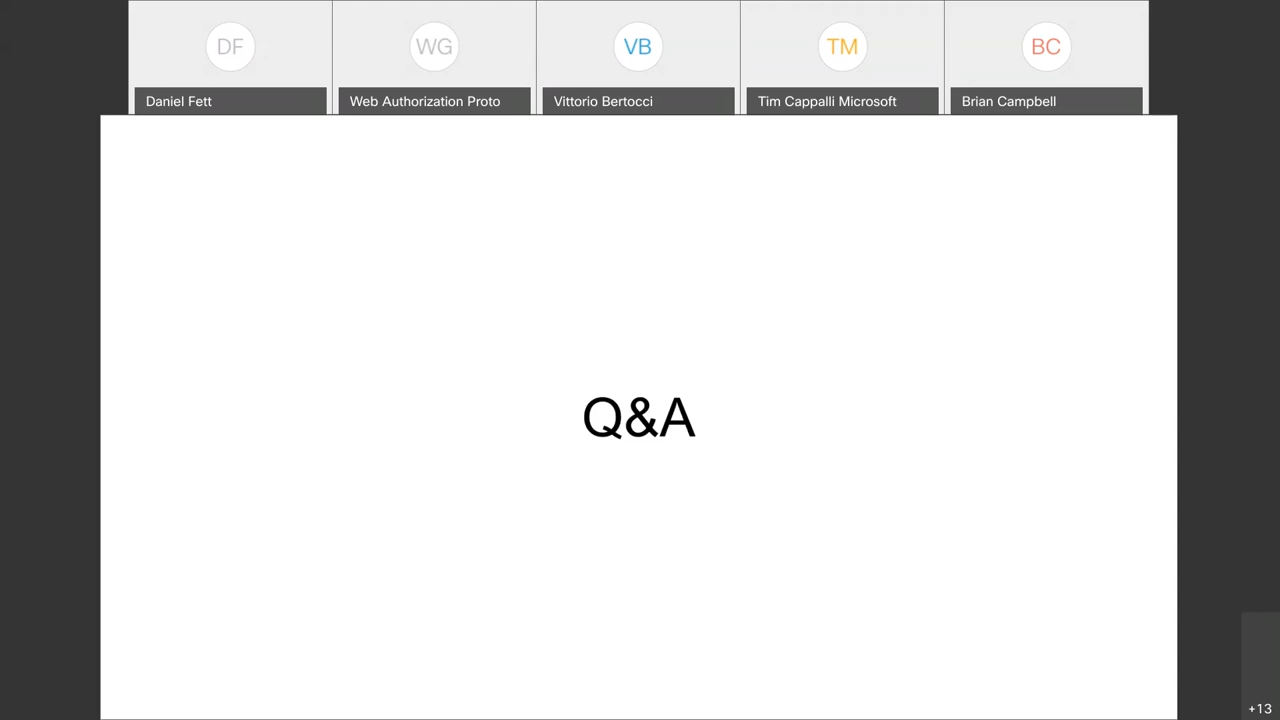 DF
WG
VB
TM
BC
Daniel Fett
Web Authorization Proto
Vittorio Bertocci
Tim Cappalli Microsoft
Brian Campbell
Q&A
+13